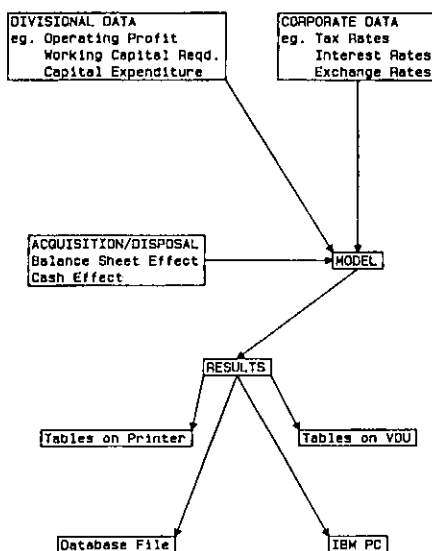 DIVISIONAL DATA
eg. Operating Profit
Working Capital Reqd.
Capital Expenditure
CORPORATE DATA
eg. Tax Rates
Interest Rates
Exchange Rates
ACQUISITION/DISPOSAL
Balance Sheet Effect
Cash Effect
MODEL
RESULTS
Tables on Printer
Tables on VDU
Database File
IBM PC